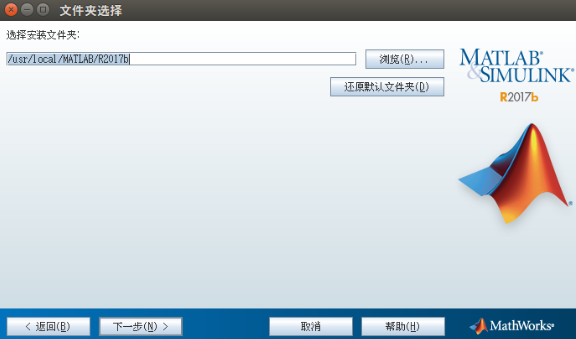 文件夹选择
选择安装文件夹:
/usr/local/MATLAB/R2017b
浏览(R)...
还原默认文件夹(D)
MATLAB®
&SIMULINK®
R2017b
< 返回(B)
下一步(N) >
取消
帮助(H)
MathWorks®